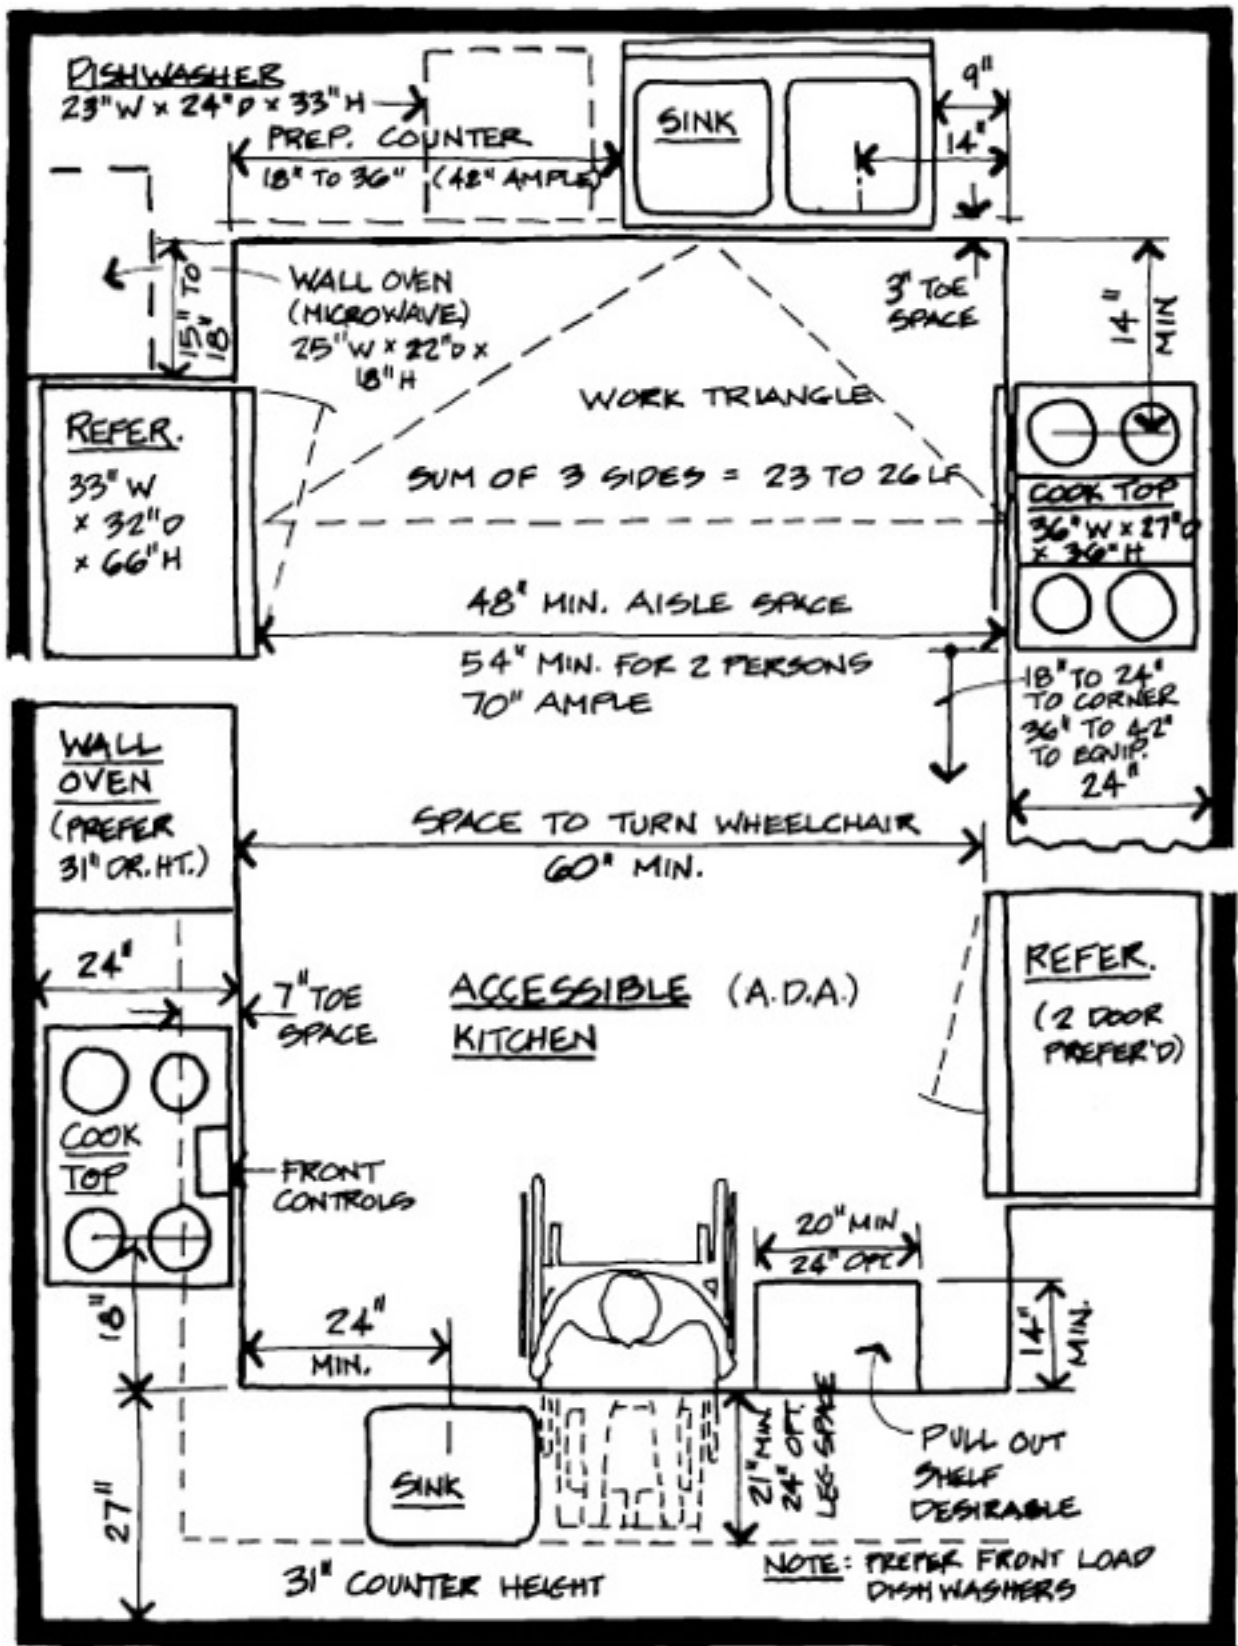 DISHWASHER
23" W x 24" D x 33" H
PREP. COUNTER
18" TO 36" (42" AMPLE)
SINK
9"
14"
15" TO
18"
WALL OVEN
(MICROWAVE)
25" W x 22" D x
18" H
3" TOE
SPACE
14"
MIN
REFER.
33" W
x 32" D
x 66" H
WORK TRIANGLE
SUM OF 3 SIDES = 23 TO 26 LF
COOK TOP
36" W x 27" D
x 36" H
48" MIN. AISLE SPACE
54" MIN. FOR 2 PERSONS
70" AMPLE
18" TO 24"
TO CORNER
36" TO 42"
TO EQUIP.
24"
WALL
OVEN
(PREFER
31" DR. HT.)
SPACE TO TURN WHEELCHAIR
60" MIN.
24"
7" TOE
SPACE
ACCESSIBLE (A.D.A.)
KITCHEN
REFER.
(2 DOOR
PREFER'D)
COOK
TOP
FRONT
CONTROLS
20" MIN
24" OPT.
18"
24"
MIN.
14"
MIN.
27"
SINK
21" MIN.
24" OPT.
LEG SPACE
PULL OUT
SHELF
DESIRABLE
31" COUNTER HEIGHT
NOTE: PREFER FRONT LOAD
DISH WASHERS